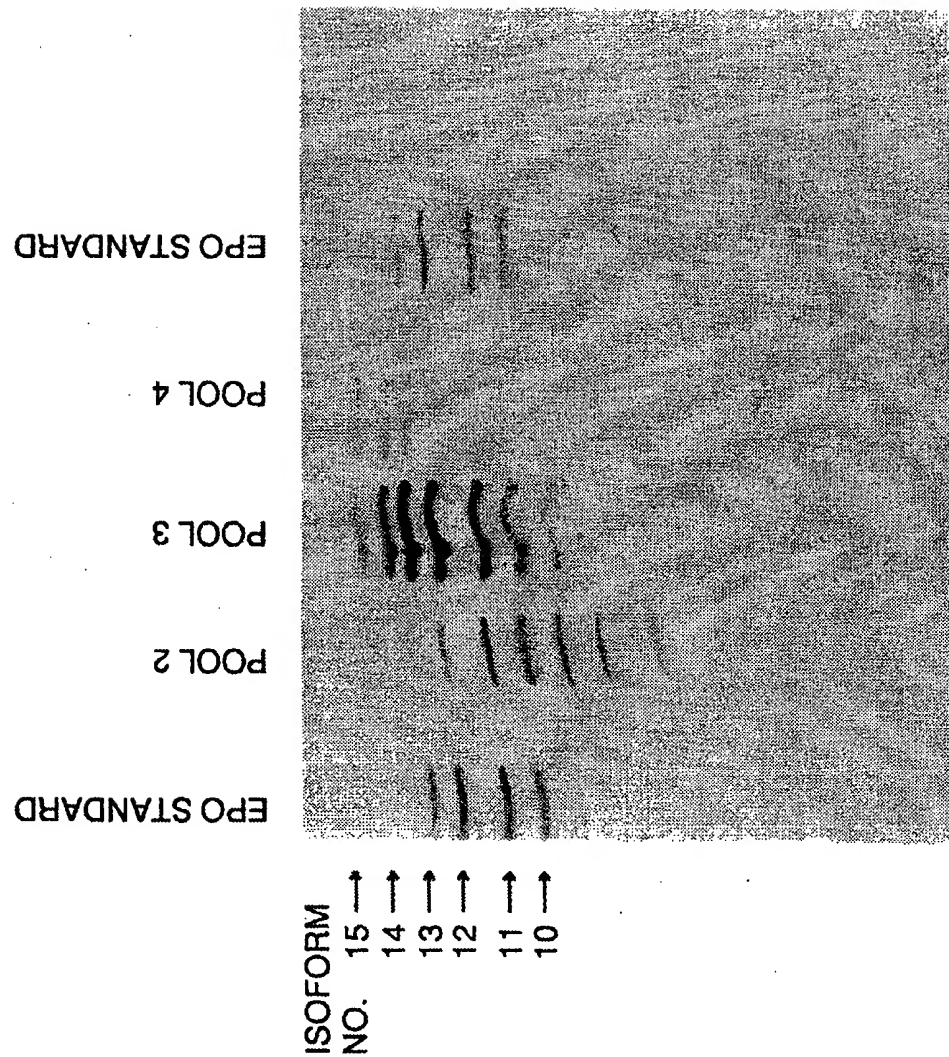 EPO STANDARD
POOL 4
POOL 3
POOL 2
EPO STANDARD
ISOFORM
NO.
15
14
13
12
11
10